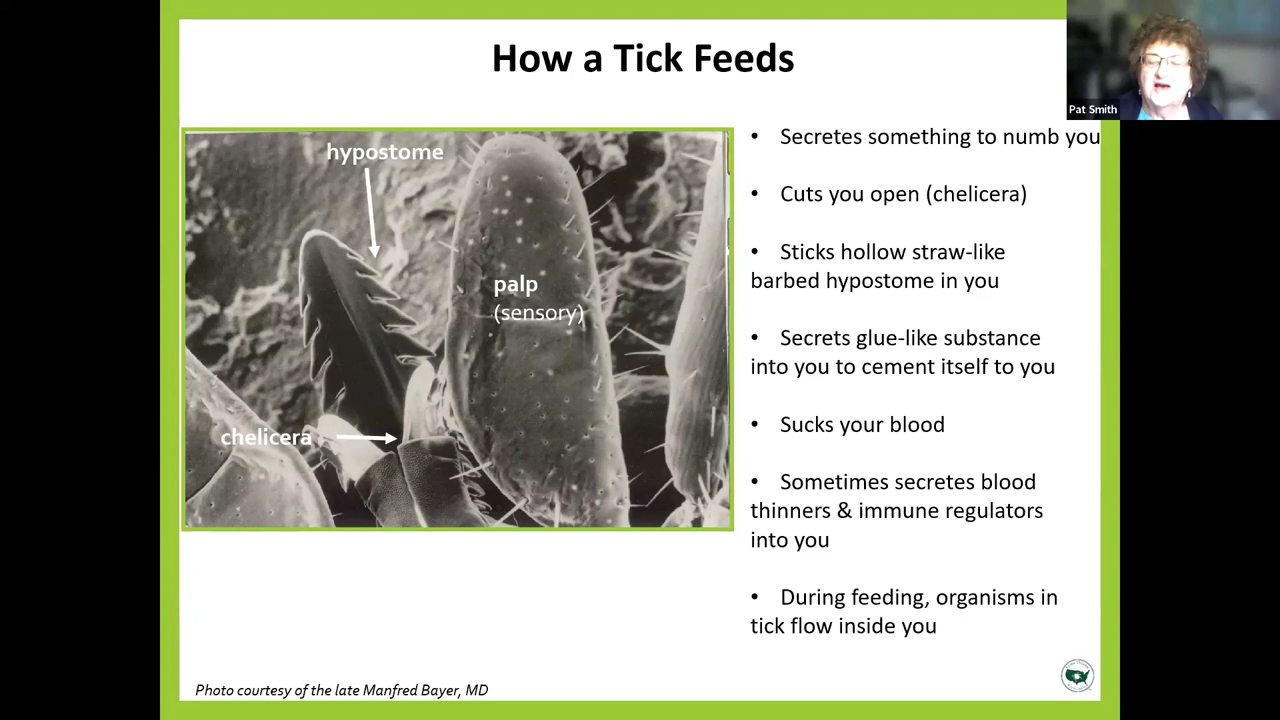 How a Tick Feeds
Pat Smith
hypostome
palp
(sensory)
chelicera
• Secretes something to numb you
• Cuts you open (chelicera)
• Sticks hollow straw-like
barbed hypostome in you
• Secrets glue-like substance
into you to cement itself to you
• Sucks your blood
• Sometimes secretes blood
thinners & immune regulators
into you
• During feeding, organisms in
tick flow inside you
Photo courtesy of the late Manfred Bayer, MD